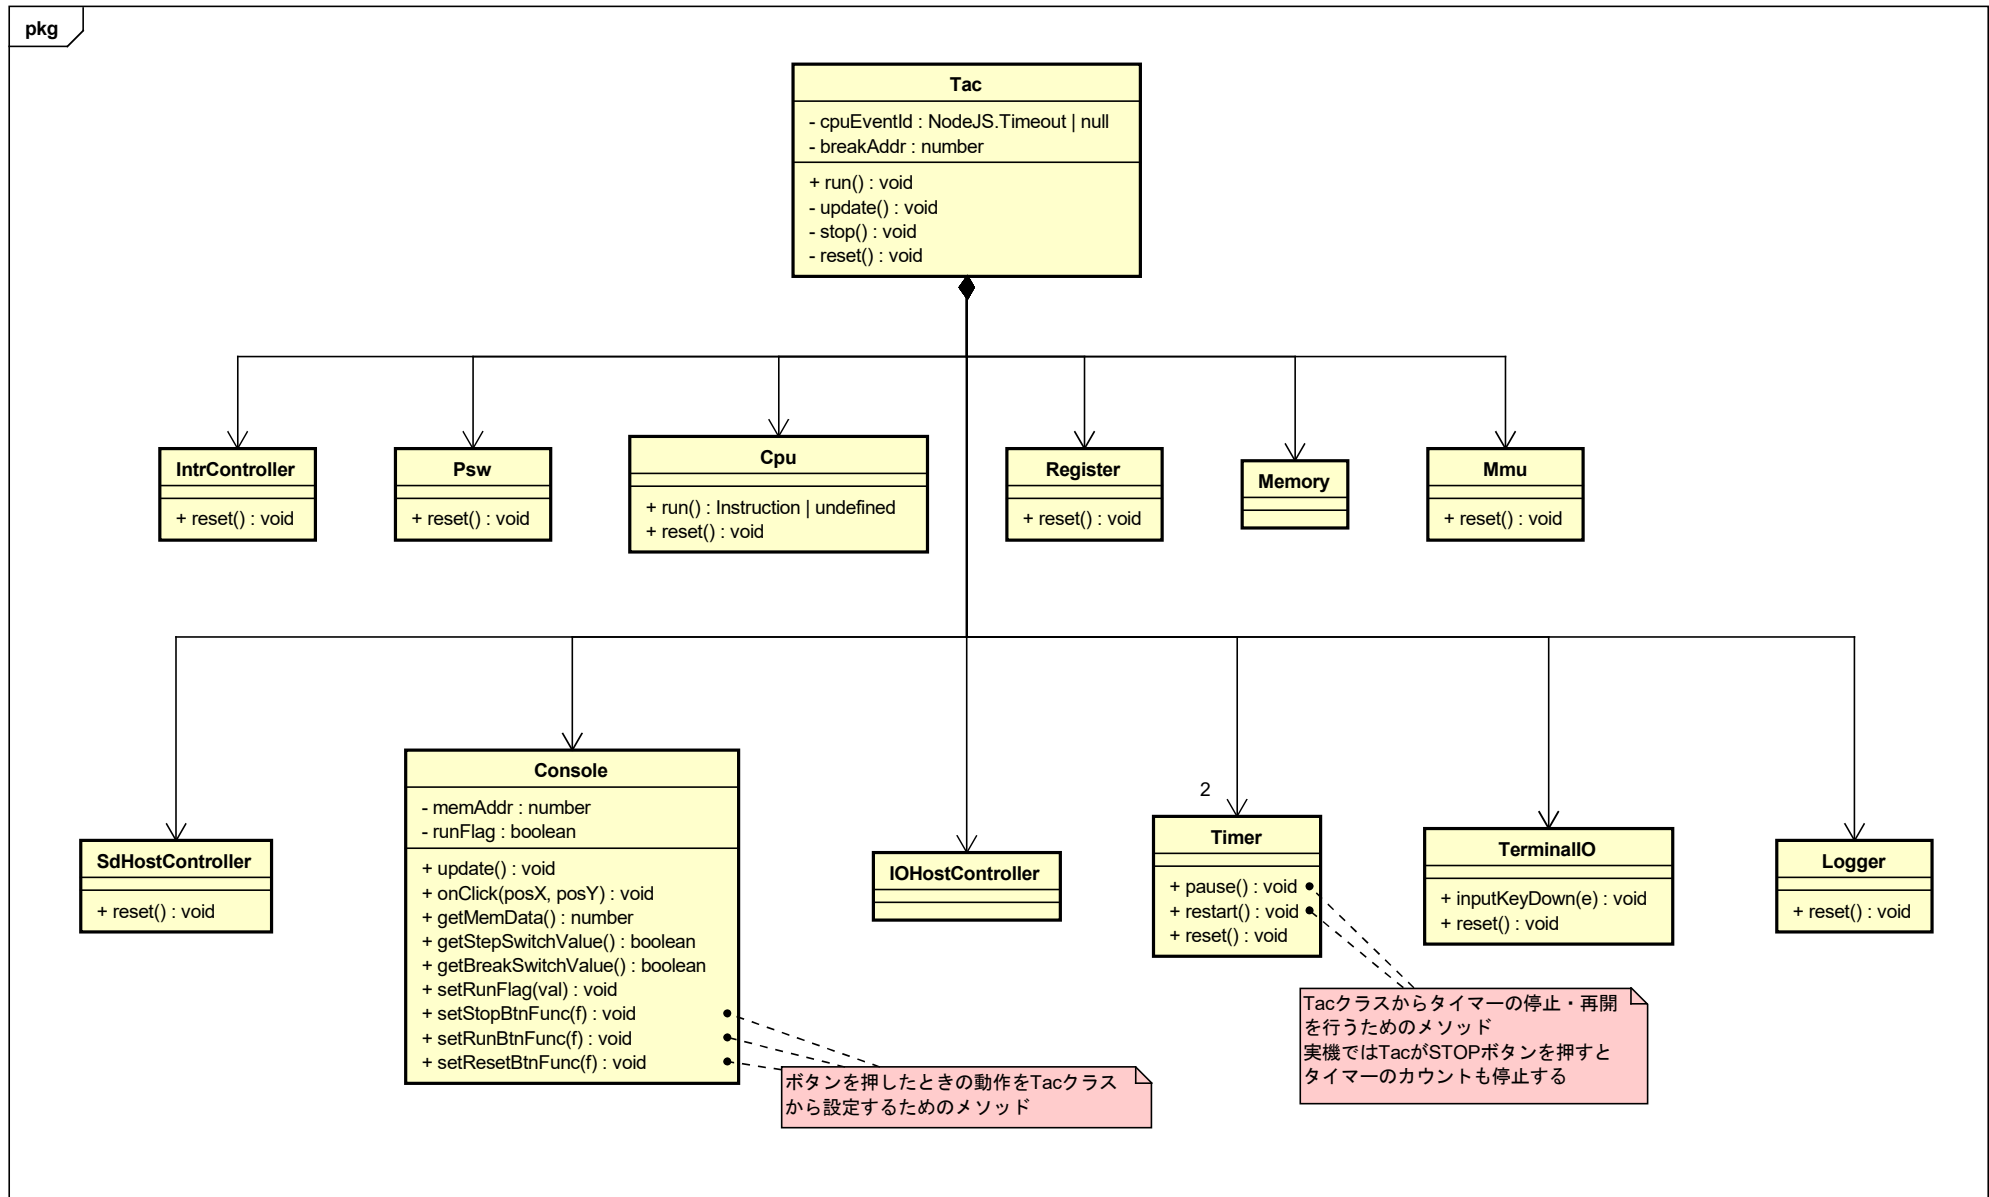 pkg
Tac
- cpuEventId : NodeJS.Timeout | null
- breakAddr : number
+ run() : void
- update() : void
- stop() : void
- reset() : void
IntrController
+ reset() : void
Psw
+ reset() : void
Cpu
+ run() : Instruction | undefined
+ reset() : void
Register
+ reset() : void
Memory
Mmu
+ reset() : void
SdHostController
+ reset() : void
Console
- memAddr : number
- runFlag : boolean
+ update() : void
+ onClick(posX, posY) : void
+ getMemData() : number
+ getStepSwitchValue() : boolean
+ getBreakSwitchValue() : boolean
+ setRunFlag(val) : void
+ setStopBtnFunc(f) : void
+ setRunBtnFunc(f) : void
+ setResetBtnFunc(f) : void
ボタンを押したときの動作をTacクラス
から設定するためのメソッド
IOHostController
2
Timer
+ pause() : void
+ restart() : void
+ reset() : void
Tacクラスからタイマーの停止・再開
を行うためのメソッド
実機ではTacがSTOPボタンを押すと
タイマーのカウントも停止する
TerminalIO
+ inputKeyDown(e) : void
+ reset() : void
Logger
+ reset() : void